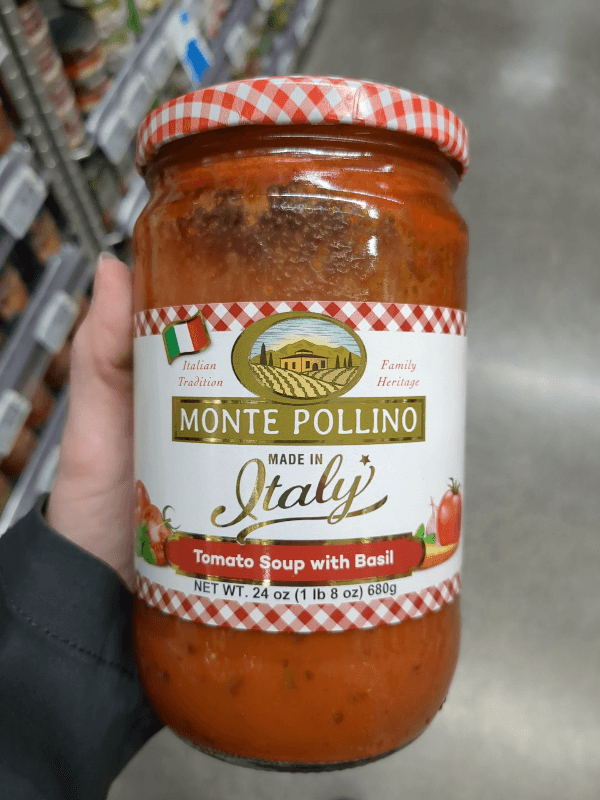 Italian
Tradition
Family
Heritage
MONTE POLLINO
MADE IN
Italy
Tomato Soup with Basil
NET WT. 24 oz (1 lb 8 oz) 680g